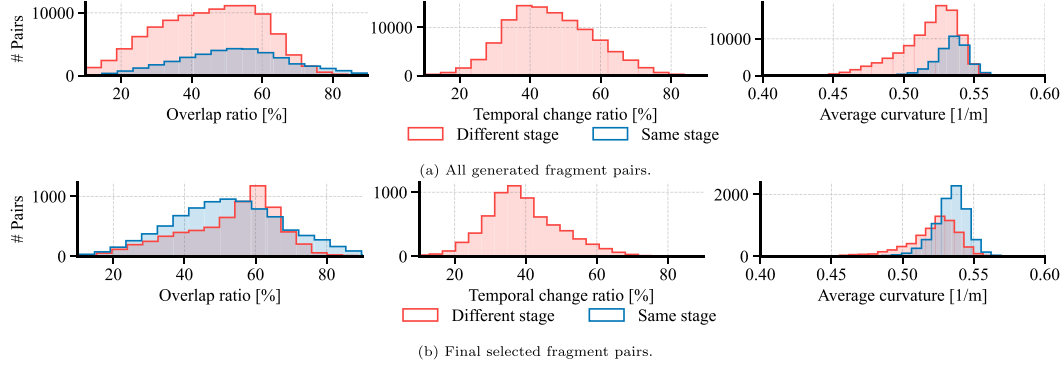 # Pairs
10000
0
20 40 60 80
Overlap ratio [%]
10000
0
20 40 60 80
Temporal change ratio [%]
10000
0
0.40 0.45 0.50 0.55 0.60
Average curvature [1/m]
Different stage Same stage
(a) All generated fragment pairs.
# Pairs
1000
0
20 40 60 80
Overlap ratio [%]
1000
0
20 40 60 80
Temporal change ratio [%]
2000
0
0.40 0.45 0.50 0.55 0.60
Average curvature [1/m]
Different stage Same stage
(b) Final selected fragment pairs.